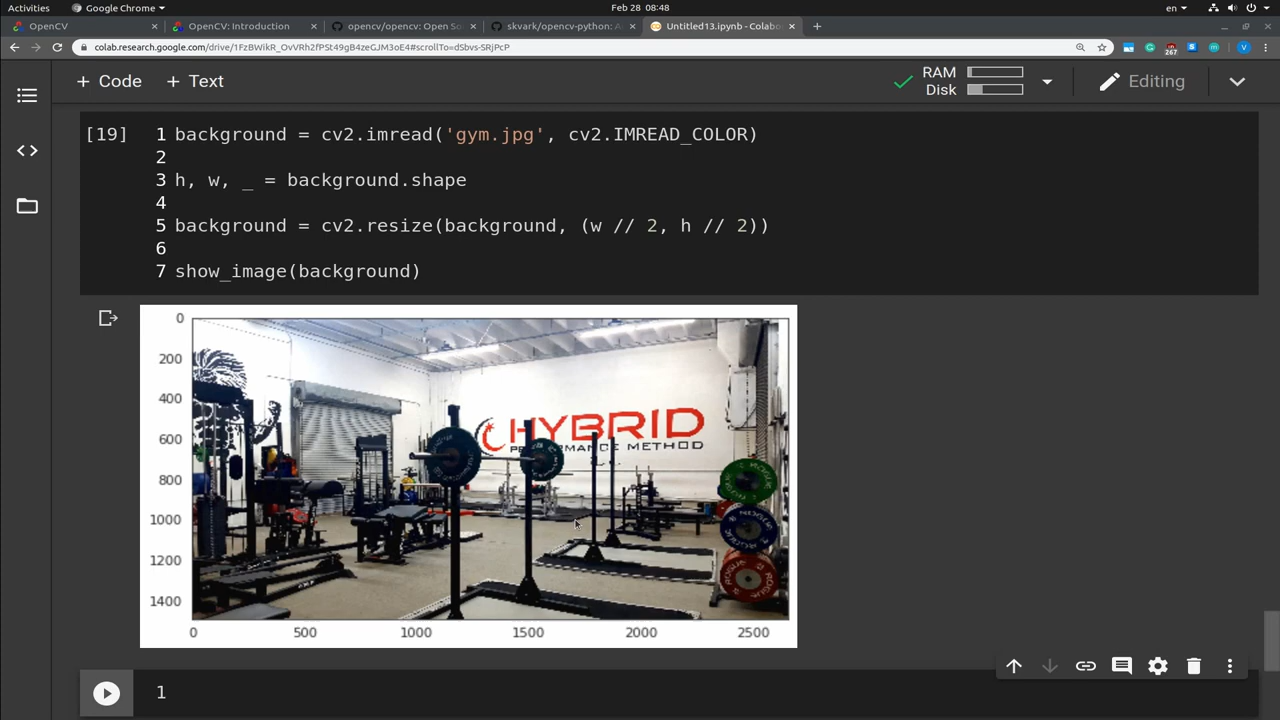 Activities Google Chrome Feb 28 08:48 en
OpenCV OpenCV: Introduction opencv/opencv: Open So skvark/opencv-python: A Untitled13.ipynb - Colabo
colab.research.google.com/drive/1FzBWikR_OvVRh2fPSt49gB4zeGJM3oE4#scrollTo=dSbvs-SRjPcP 267 V
+ Code + Text RAM Disk Editing
[19] 1 background = cv2.imread('gym.jpg', cv2.IMREAD_COLOR)
2
3 h, w, _ = background.shape
4
5 background = cv2.resize(background, (w // 2, h // 2))
6
7 show_image(background)
0
200
400
600
800
1000
1200
1400
HYBRID
PERFORMANCE METHOD
ROGUE
0 500 1000 1500 2000 2500
1